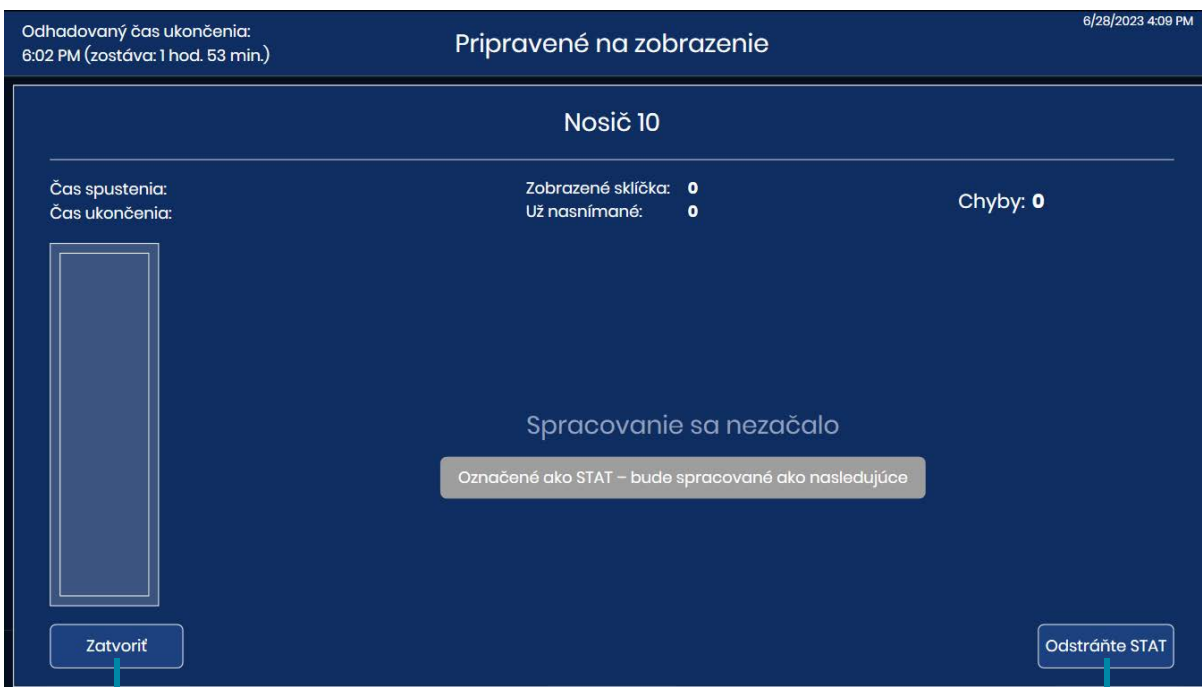 Odhadovaný čas ukončenia:
6:02 PM (zostáva: 1 hod. 53 min.)
Pripravené na zobrazenie
6/28/2023 4:09 PM
Nosič 10
Čas spustenia:
Čas ukončenia:
Zobrazené sklíčka: 0
Už nasnímané: 0
Chyby: 0
Spracovanie sa nezačalo
Označené ako STAT – bude spracované ako nasledujúce
Zatvoriť
Odstráňte STAT